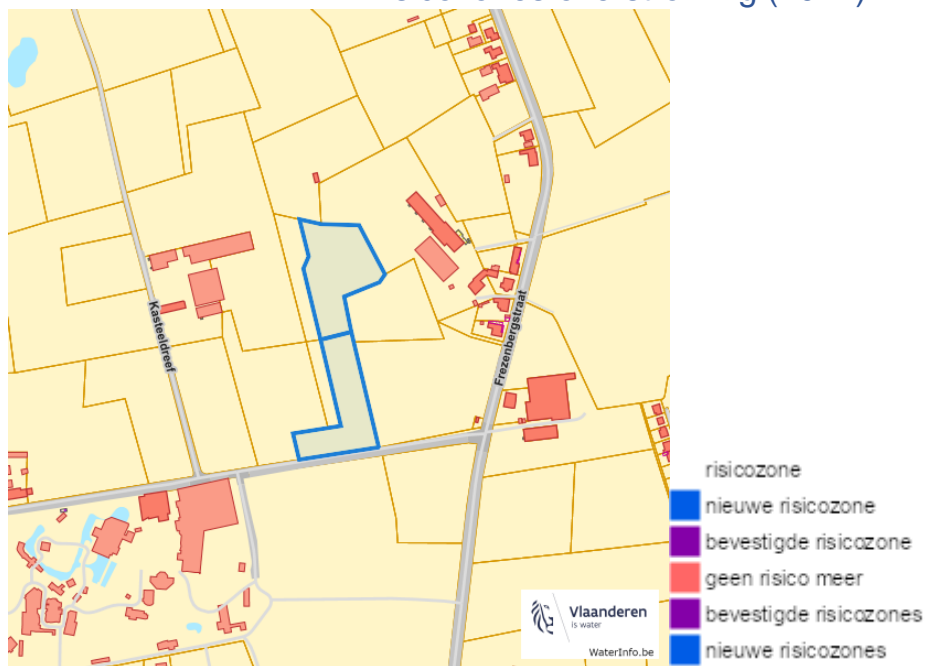 Kasteeldreef
Frezenbergstraat
Vlaanderen
is water
WaterInfo.be
risicozone
nieuwe risicozone
bevestigde risicozone
geen risico meer
bevestigde risicozones
nieuwe risicozones